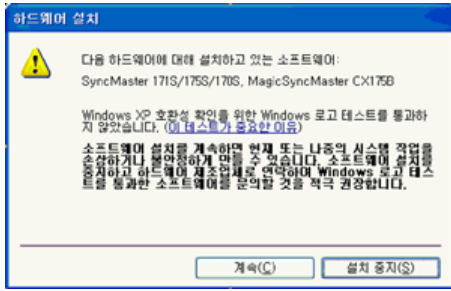 하드웨어 설치
다음 하드웨어에 대해 설치하고 있는 소프트웨어:
SyncMaster 171S/175S/170S, MagicSyncMaster CX175B
Windows XP 호환성 확인을 위한 Windows 로고 테스트를 통과하
지 않았습니다. (이 테스트가 중요한 이유)
소프트웨어 설치를 계속하면 현재 또는 나중의 시스템 작업을
손상하거나 불안정하게 만들 수 있습니다. 소프트웨어 설치를
중지하고 하드웨어 제조업체로 연락하여 Windows 로고 테스
트를 통과한 소프트웨어를 문의할 것을 적극 권장합니다.
계속(C) 설치 중지(S)